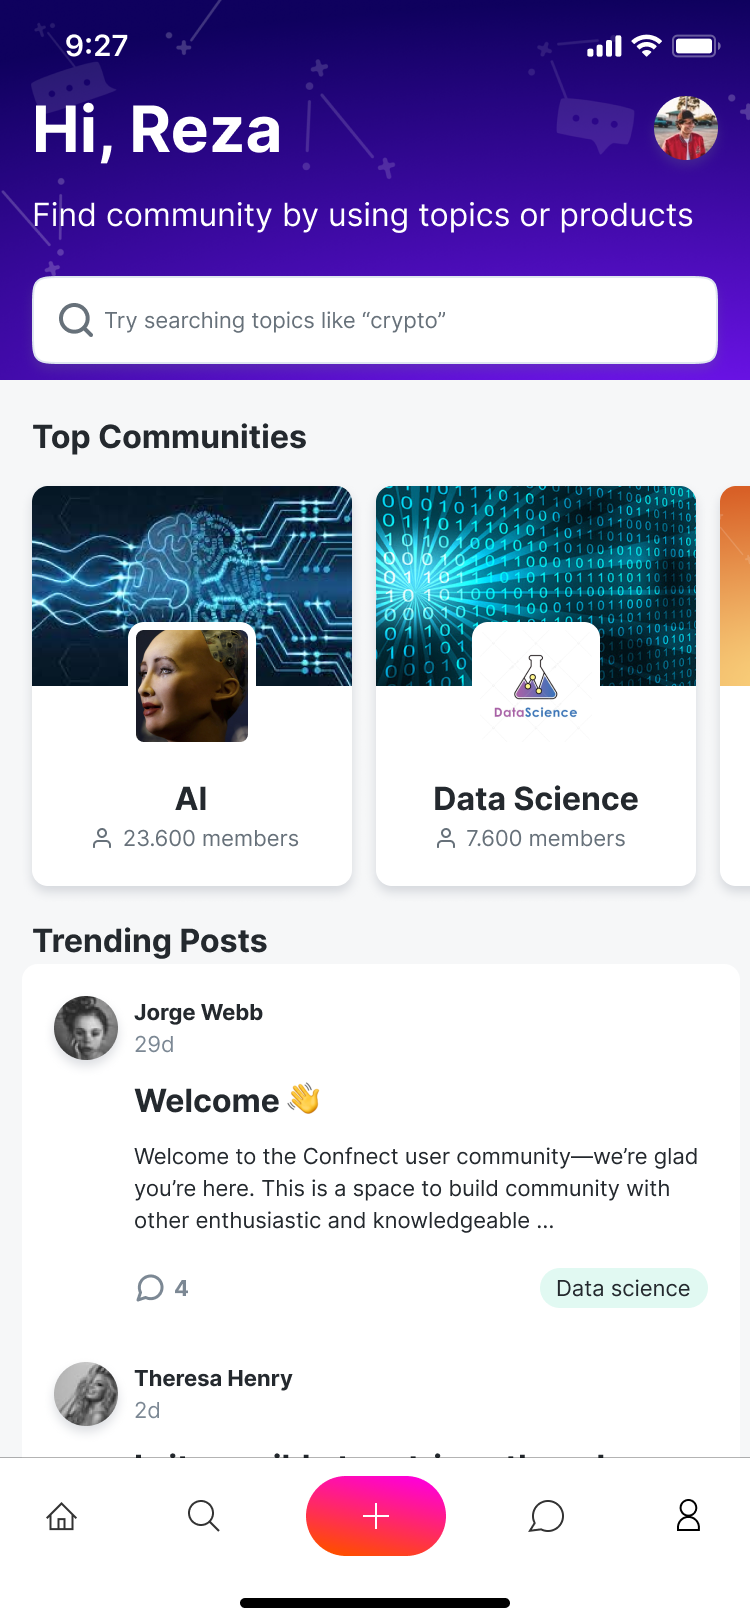 9:27
Hi, Reza
Find community by using topics or products
Try searching topics like “crypto”
Top Communities
DataScience
AI
Data Science
23.600 members
7.600 members
Trending Posts
Jorge Webb
29d
Welcome 👋
Welcome to the Confnect user community—we’re glad
you’re here. This is a space to build community with
other enthusiastic and knowledgeable ...
4
Data science
Theresa Henry
2d